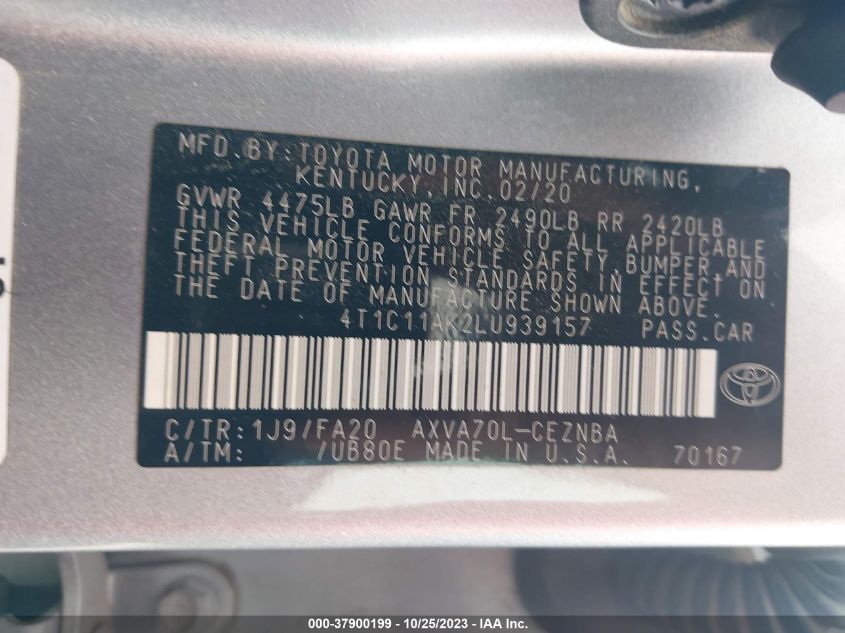 MFD.BY:TOYOTA MOTOR MANUFACTURING,
KENTUCKY,INC.02/20
GVWR 4475LB GAWR FR 2490LB RR 2420LB
THIS VEHICLE CONFORMS TO ALL APPLICABLE
FEDERAL MOTOR VEHICLE SAFETY,BUMPER,AND
THEFT PREVENTION STANDARDS IN EFFECT ON
THE DATE OF MANUFACTURE SHOWN ABOVE.
4T1C11AK2LU939157 PASS.CAR
C/TR:1J9/FA20 AXVA70L-CEZNBA
A/TM: /UB80E MADE IN U.S.A. 70167
000-37900199 - 10/25/2023 - IAA Inc.